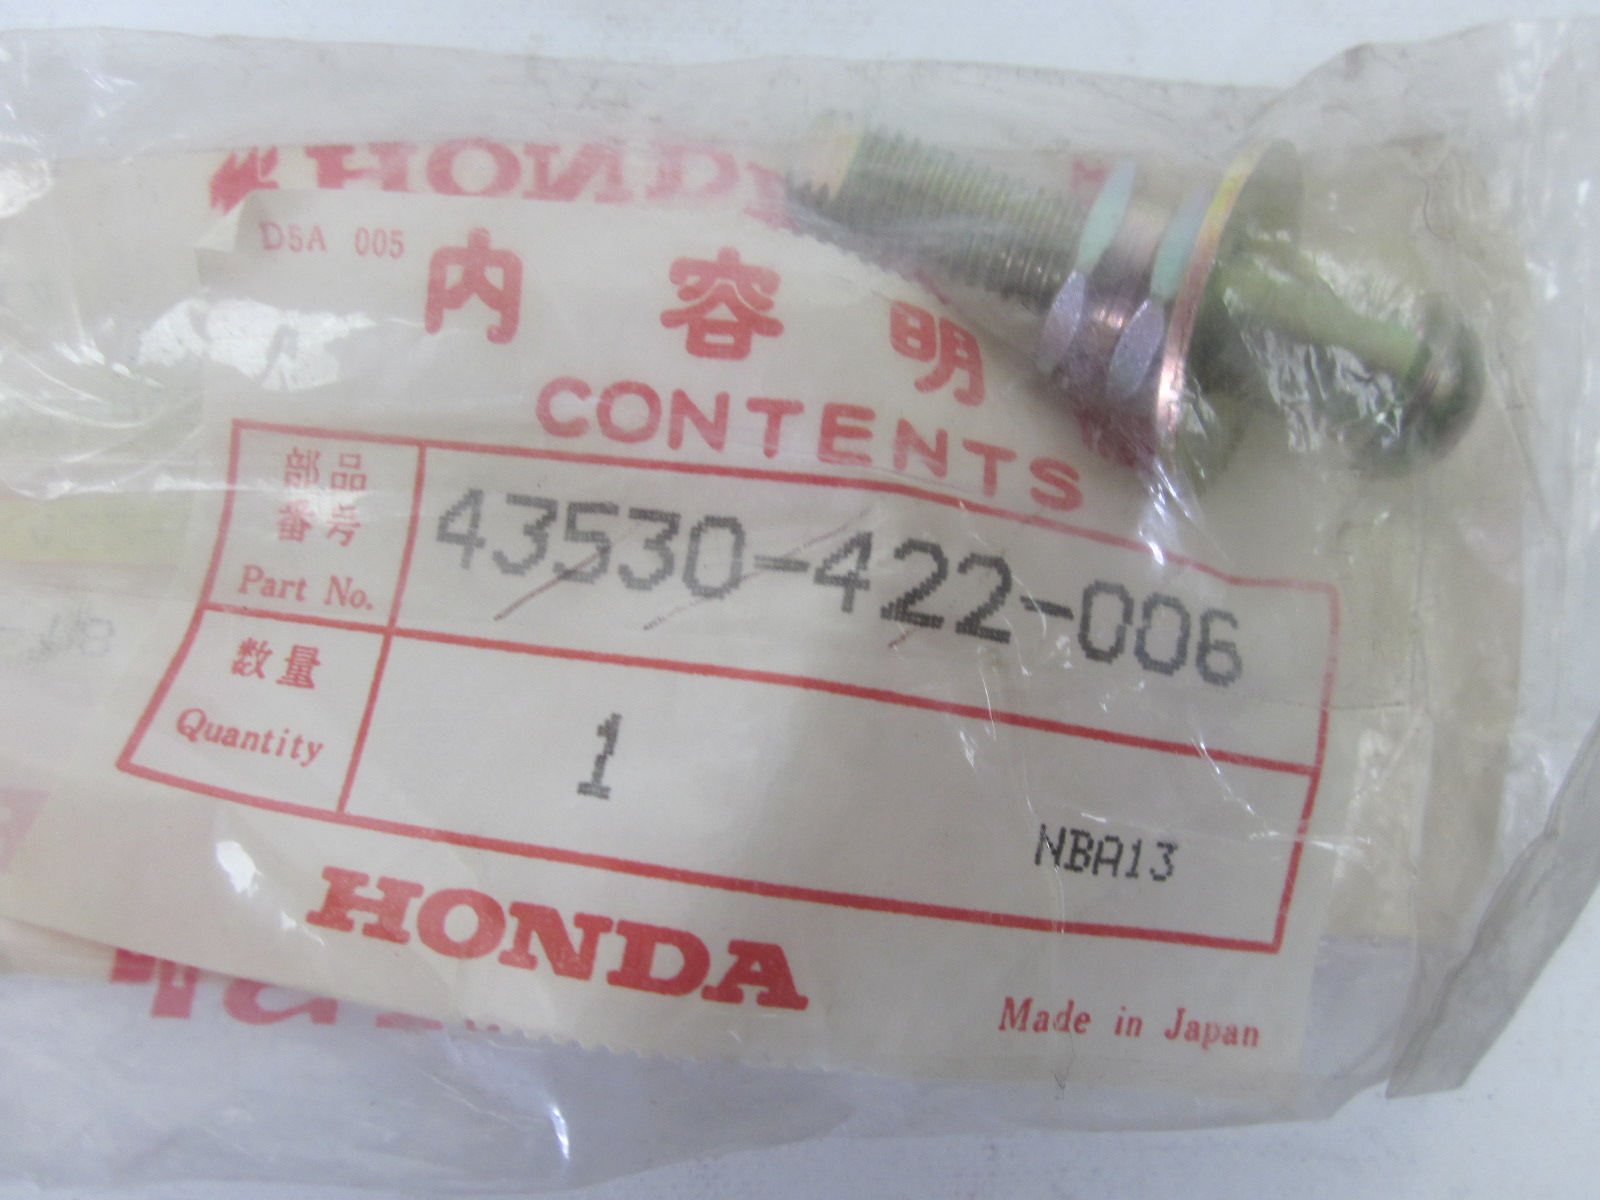 HONDA
D5A 005
内容明
CONTENTS
部品
番号
Part No.
43530-422-006
数量
Quantity
1
NBA13
HONDA
Made in Japan